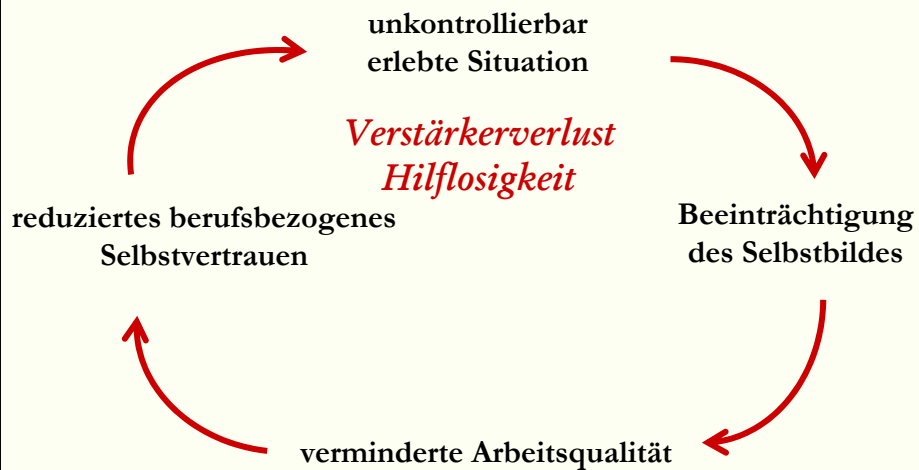 unkontrollierbar
erlebte Situation
Verstärkerverlust
Hilflosigkeit
Beeinträchtigung
des Selbstbildes
verminderte Arbeitsqualität
reduziertes berufsbezogenes
Selbstvertrauen